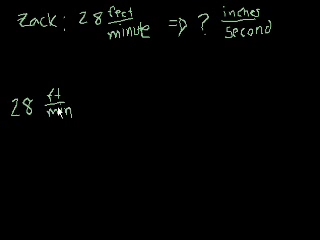 Zack: 28 feet/minute ⇒ ? inches/second
28 ft/min